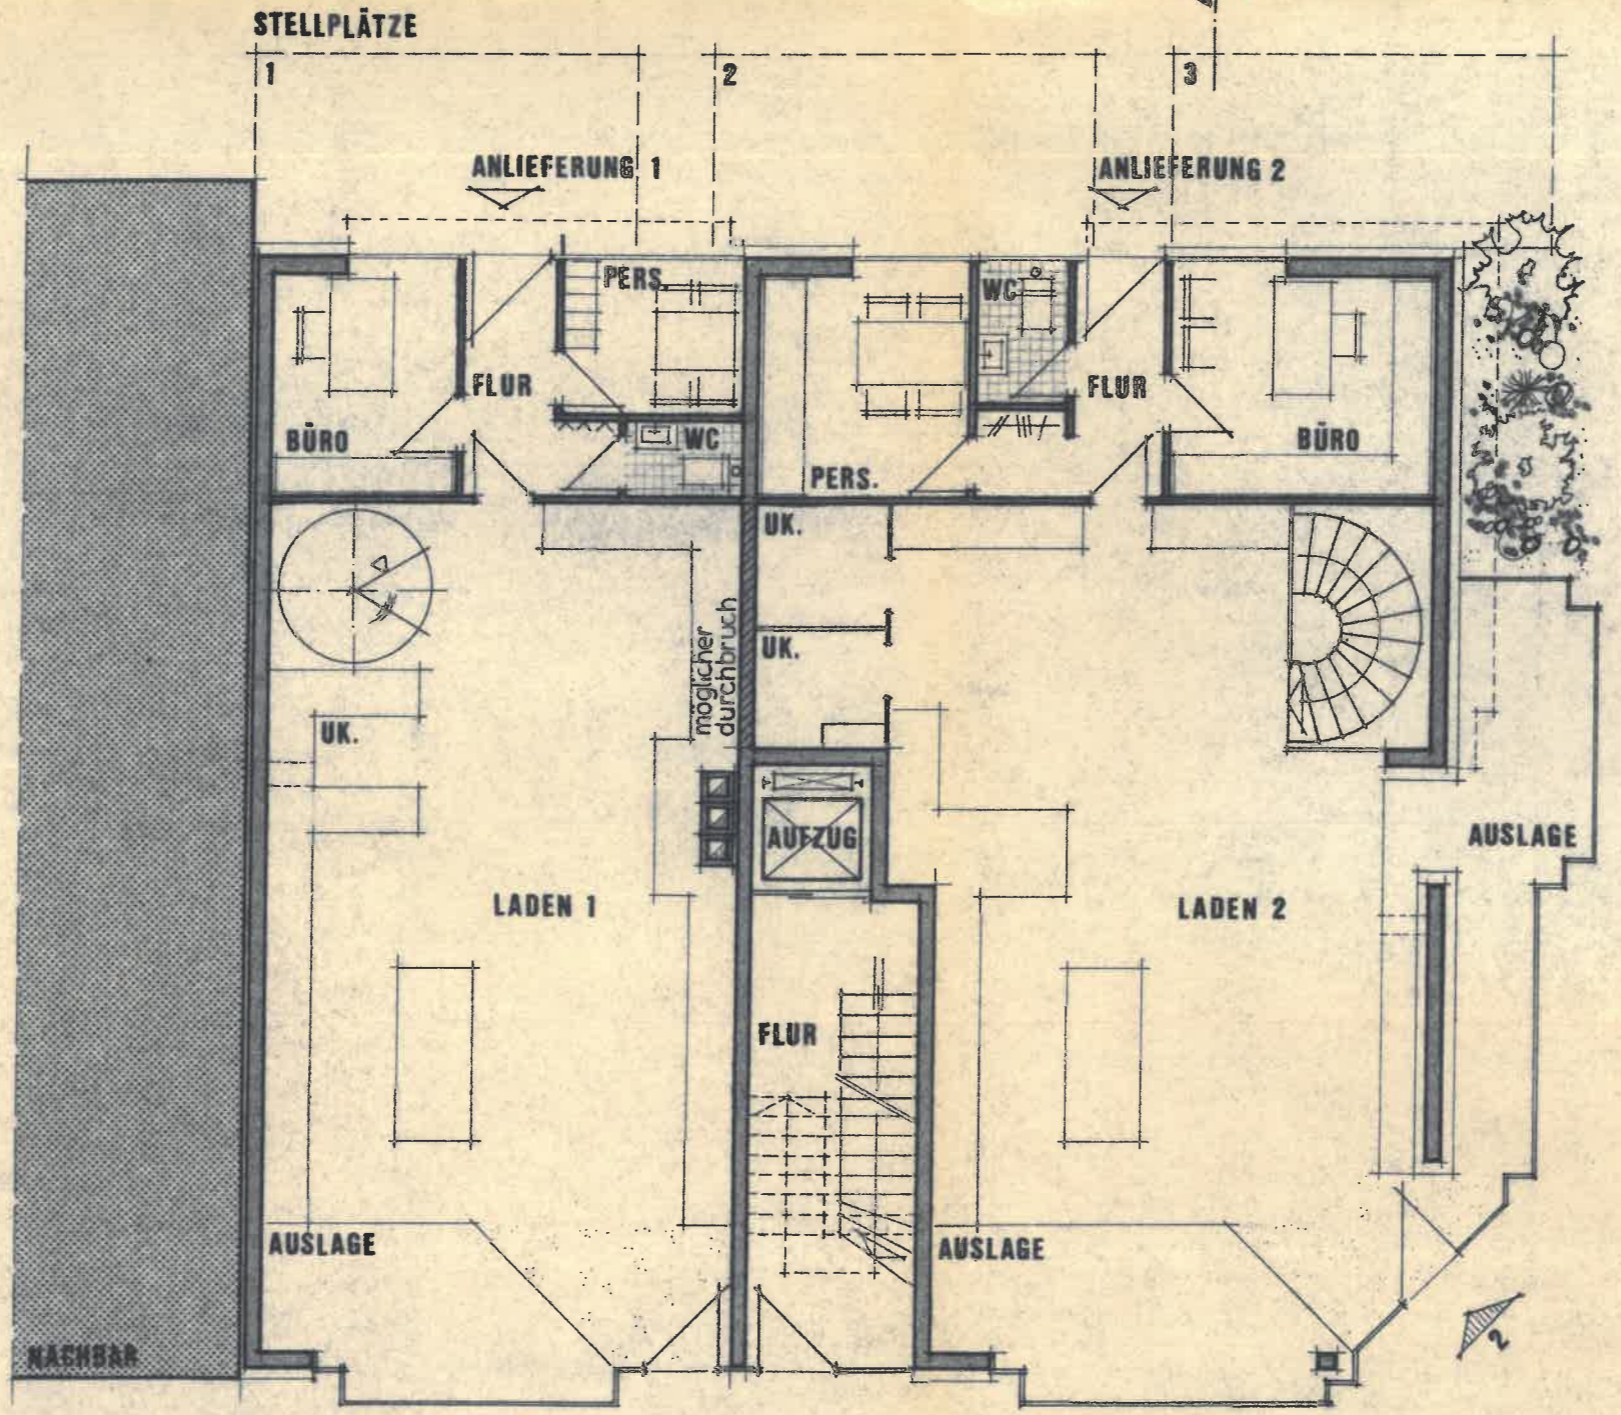 STELLPLÄTZE
1
2
3
ANLIEFERUNG 1
ANLIEFERUNG 2
PERS.
WC
FLUR
FLUR
BÜRO
WC
PERS.
BÜRO
UK.
UK.
möglicher
durchbruch
UK.
AUFZUG
AUSLAGE
LADEN 1
LADEN 2
FLUR
AUSLAGE
AUSLAGE
NACHBAR